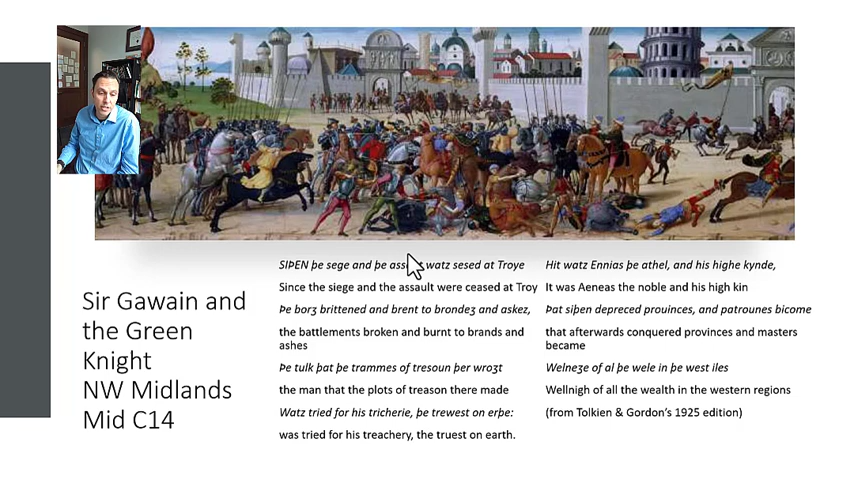 Sir Gawain and
the Green
Knight
NW Midlands
Mid C14
SIÞEN þe sege and þe watz sesed at Troye
Since the siege and the assault were ceased at Troy
Þe borȝ brittened and brent to brondeȝ and askez,
the battlements broken and burnt to brands and
ashes
Þe tulk þat þe trammes of tresoun þer wroȝt
the man that the plots of treason there made
Watz tried for his tricherie, þe trewest on erþe:
was tried for his treachery, the truest on earth.
Hit watz Ennias þe athel, and his highe kynde,
It was Aeneas the noble and his high kin
Þat siþen depreced prouinces, and patrounes bicome
that afterwards conquered provinces and masters
became
Welneȝe of al þe wele in þe west iles
Wellnigh of all the wealth in the western regions
(from Tolkien & Gordon's 1925 edition)